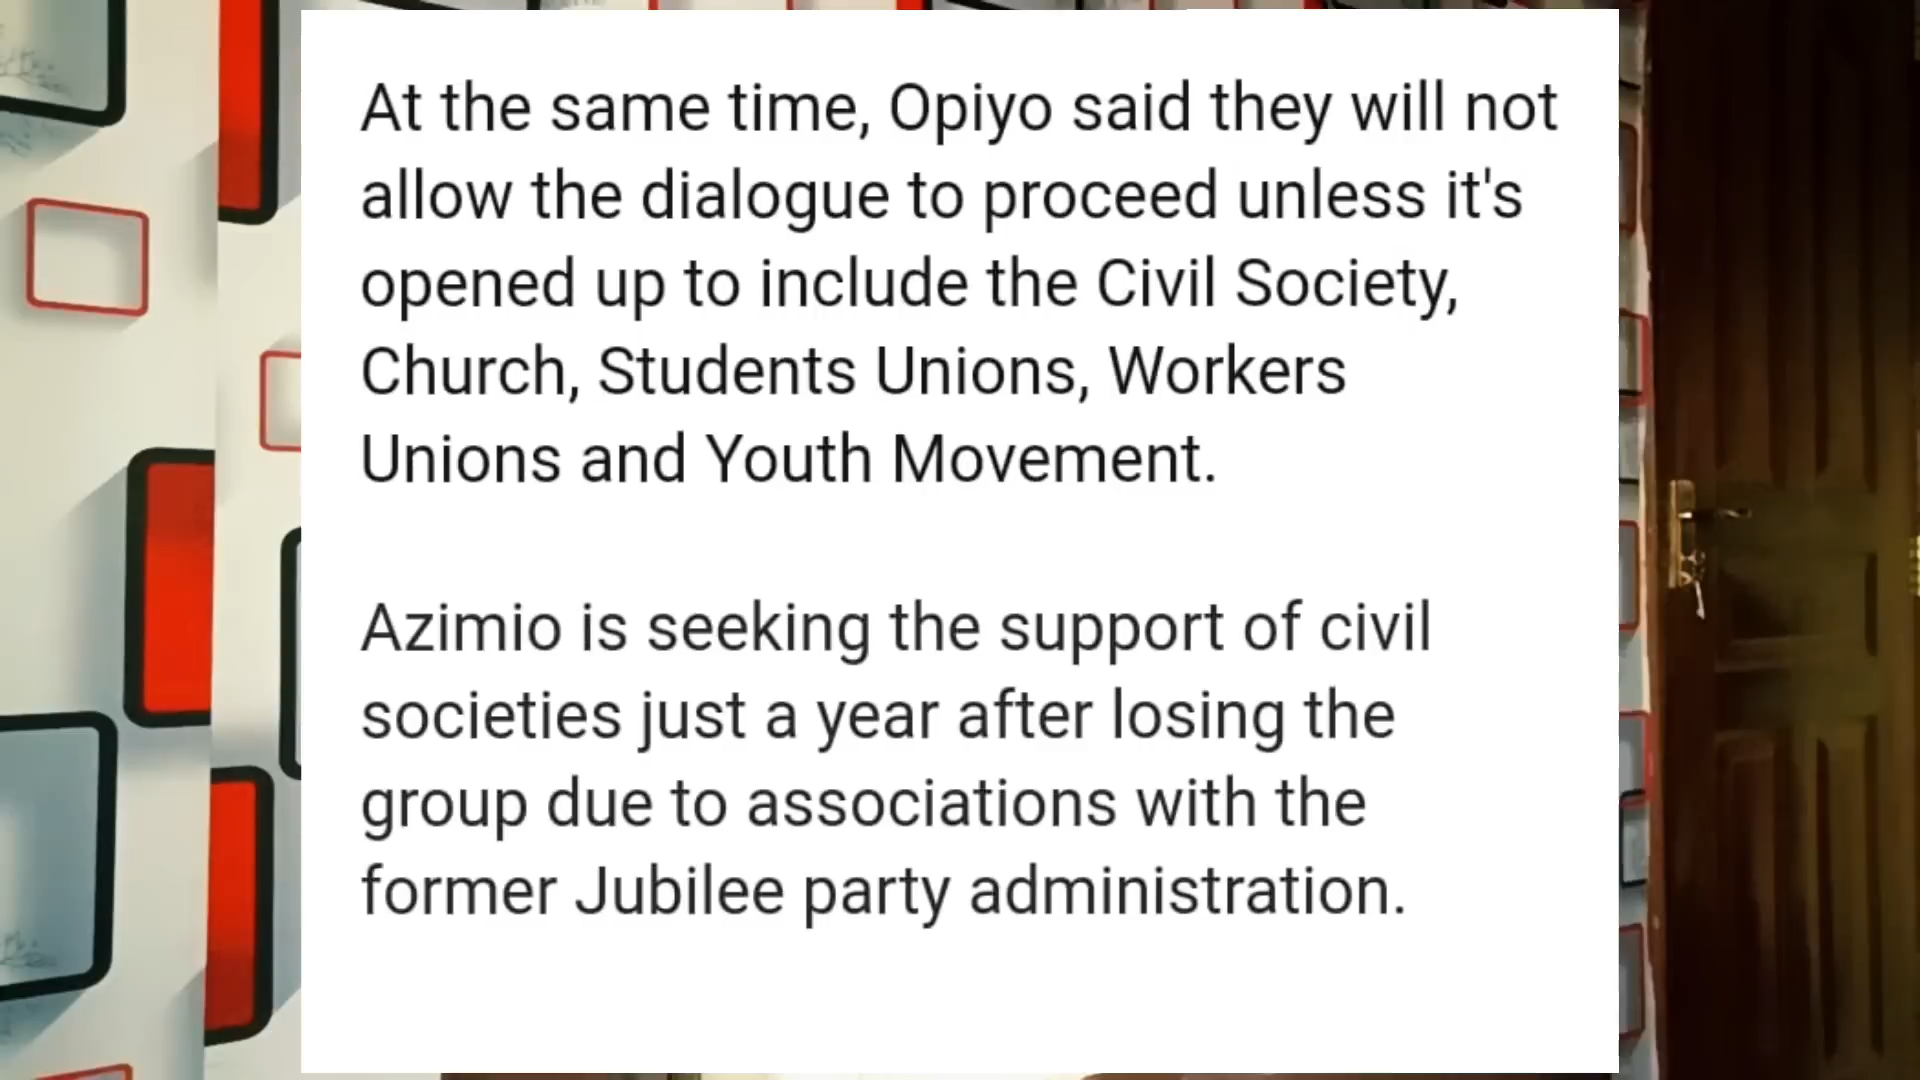 At the same time, Opiyo said they will not
allow the dialogue to proceed unless it's
opened up to include the Civil Society,
Church, Students Unions, Workers
Unions and Youth Movement.
Azimio is seeking the support of civil
societies just a year after losing the
group due to associations with the
former Jubilee party administration.